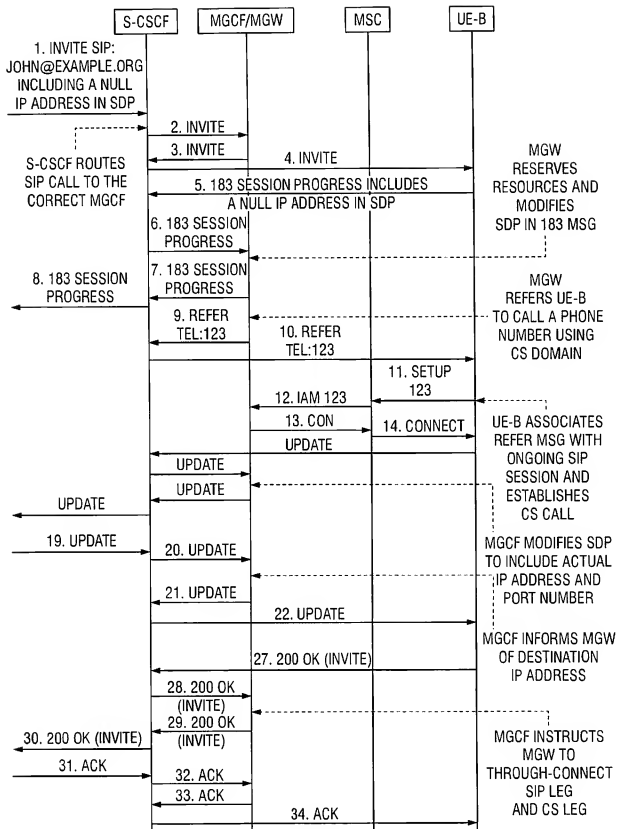 S-CSCF
MGCF/MGW
MSC
UE-B
1. INVITE SIP:
JOHN@EXAMPLE.ORG
INCLUDING A NULL
IP ADDRESS IN SDP
2. INVITE
3. INVITE
4. INVITE
S-CSCF ROUTES
SIP CALL TO THE
CORRECT MGCF
MGW
RESERVES
RESOURCES AND
MODIFIES
SDP IN 183 MSG
5. 183 SESSION PROGRESS INCLUDES
A NULL IP ADDRESS IN SDP
6. 183 SESSION
PROGRESS
7. 183 SESSION
PROGRESS
8. 183 SESSION
PROGRESS
MGW
REFERS UE-B
TO CALL A PHONE
NUMBER USING
CS DOMAIN
9. REFER
TEL:123
10. REFER
TEL:123
11. SETUP
123
12. IAM 123
13. CON
14. CONNECT
UE-B ASSOCIATES
REFER MSG WITH
ONGOING SIP
SESSION AND
ESTABLISHES
CS CALL
UPDATE
UPDATE
UPDATE
UPDATE
19. UPDATE
20. UPDATE
MGCF MODIFIES SDP
TO INCLUDE ACTUAL
IP ADDRESS AND
PORT NUMBER
21. UPDATE
22. UPDATE
MGCF INFORMS MGW
OF DESTINATION
IP ADDRESS
27. 200 OK (INVITE)
28. 200 OK
(INVITE)
29. 200 OK
(INVITE)
30. 200 OK (INVITE)
MGCF INSTRUCTS
MGW TO
THROUGH-CONNECT
SIP LEG
AND CS LEG
31. ACK
32. ACK
33. ACK
34. ACK